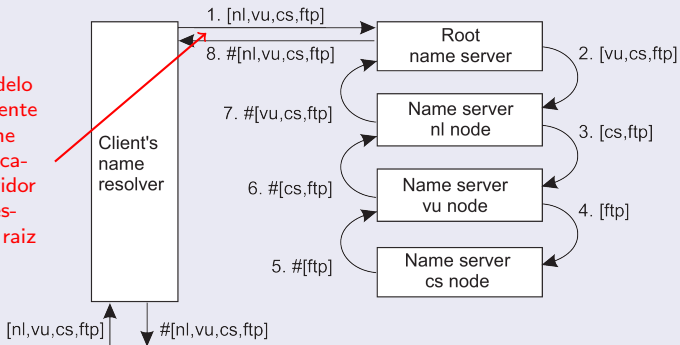 1. [nl,vu,cs,ftp]
8. #[nl,vu,cs,ftp]
Root
name server
2. [vu,cs,ftp]
delo
ente
ne
ca-
idor
es-
raiz
Client's
name
resolver
7. #[vu,cs,ftp]
Name server
nl node
3. [cs,ftp]
6. #[cs,ftp]
Name server
vu node
4. [ftp]
5. #[ftp]
Name server
cs node
[nl,vu,cs,ftp]
#[nl,vu,cs,ftp]